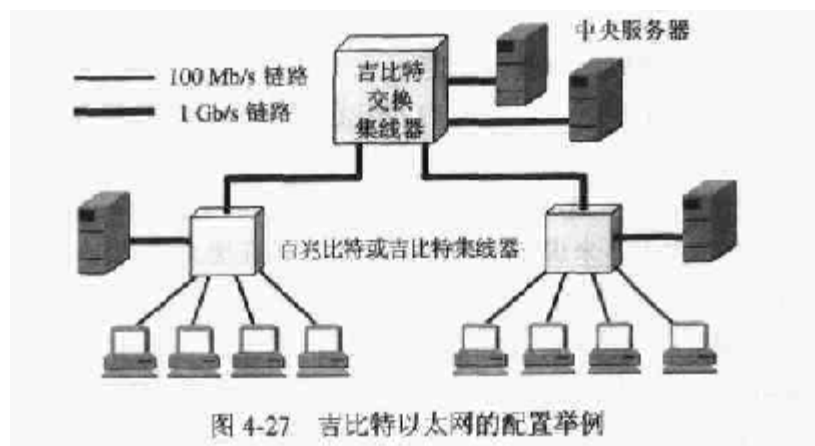 中央服务器
100 Mb/s 链路
1 Gb/s 链路
吉比特
交换
集线器
百兆比特或吉比特集线器
图 4-27 吉比特以太网的配置举例